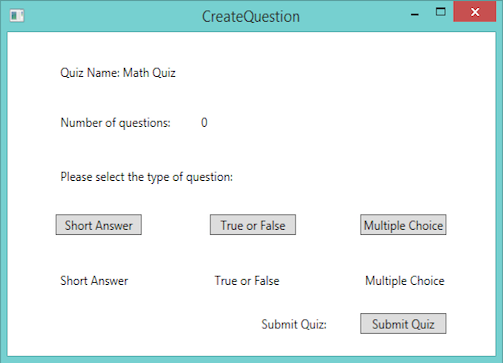 CreateQuestion
Quiz Name: Math Quiz
Number of questions: 0
Please select the type of question:
Short Answer True or False Multiple Choice
Short Answer True or False Multiple Choice
Submit Quiz: Submit Quiz